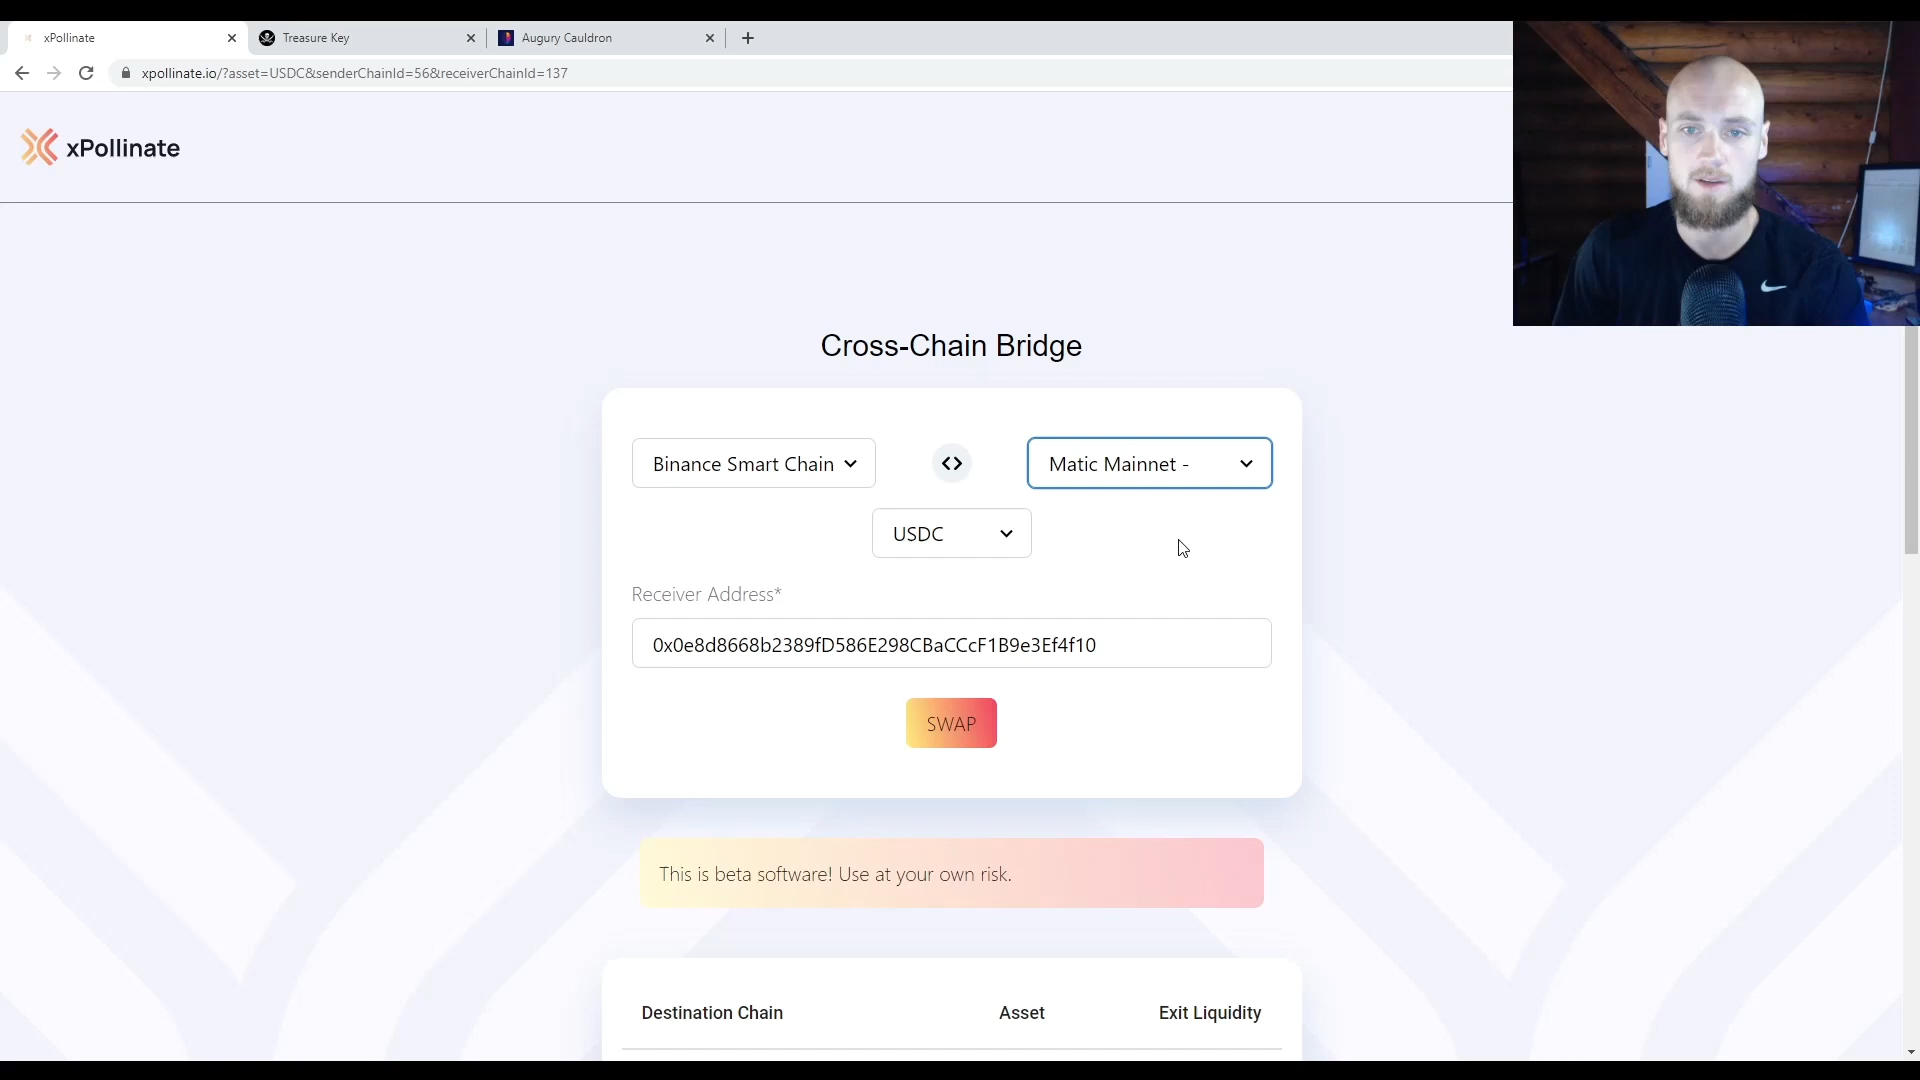 xPollinate
Treasure Key
Augury Cauldron
xpollinate.io/?asset=USDC&senderChainId=56&receiverChainId=137
xPollinate
Cross-Chain Bridge
Binance Smart Chain
Matic Mainnet -
USDC
Receiver Address*
0x0e8d8668b2389fD586E298CBaCCcF1B9e3Ef4f10
SWAP
This is beta software! Use at your own risk.
Destination Chain Asset Exit Liquidity